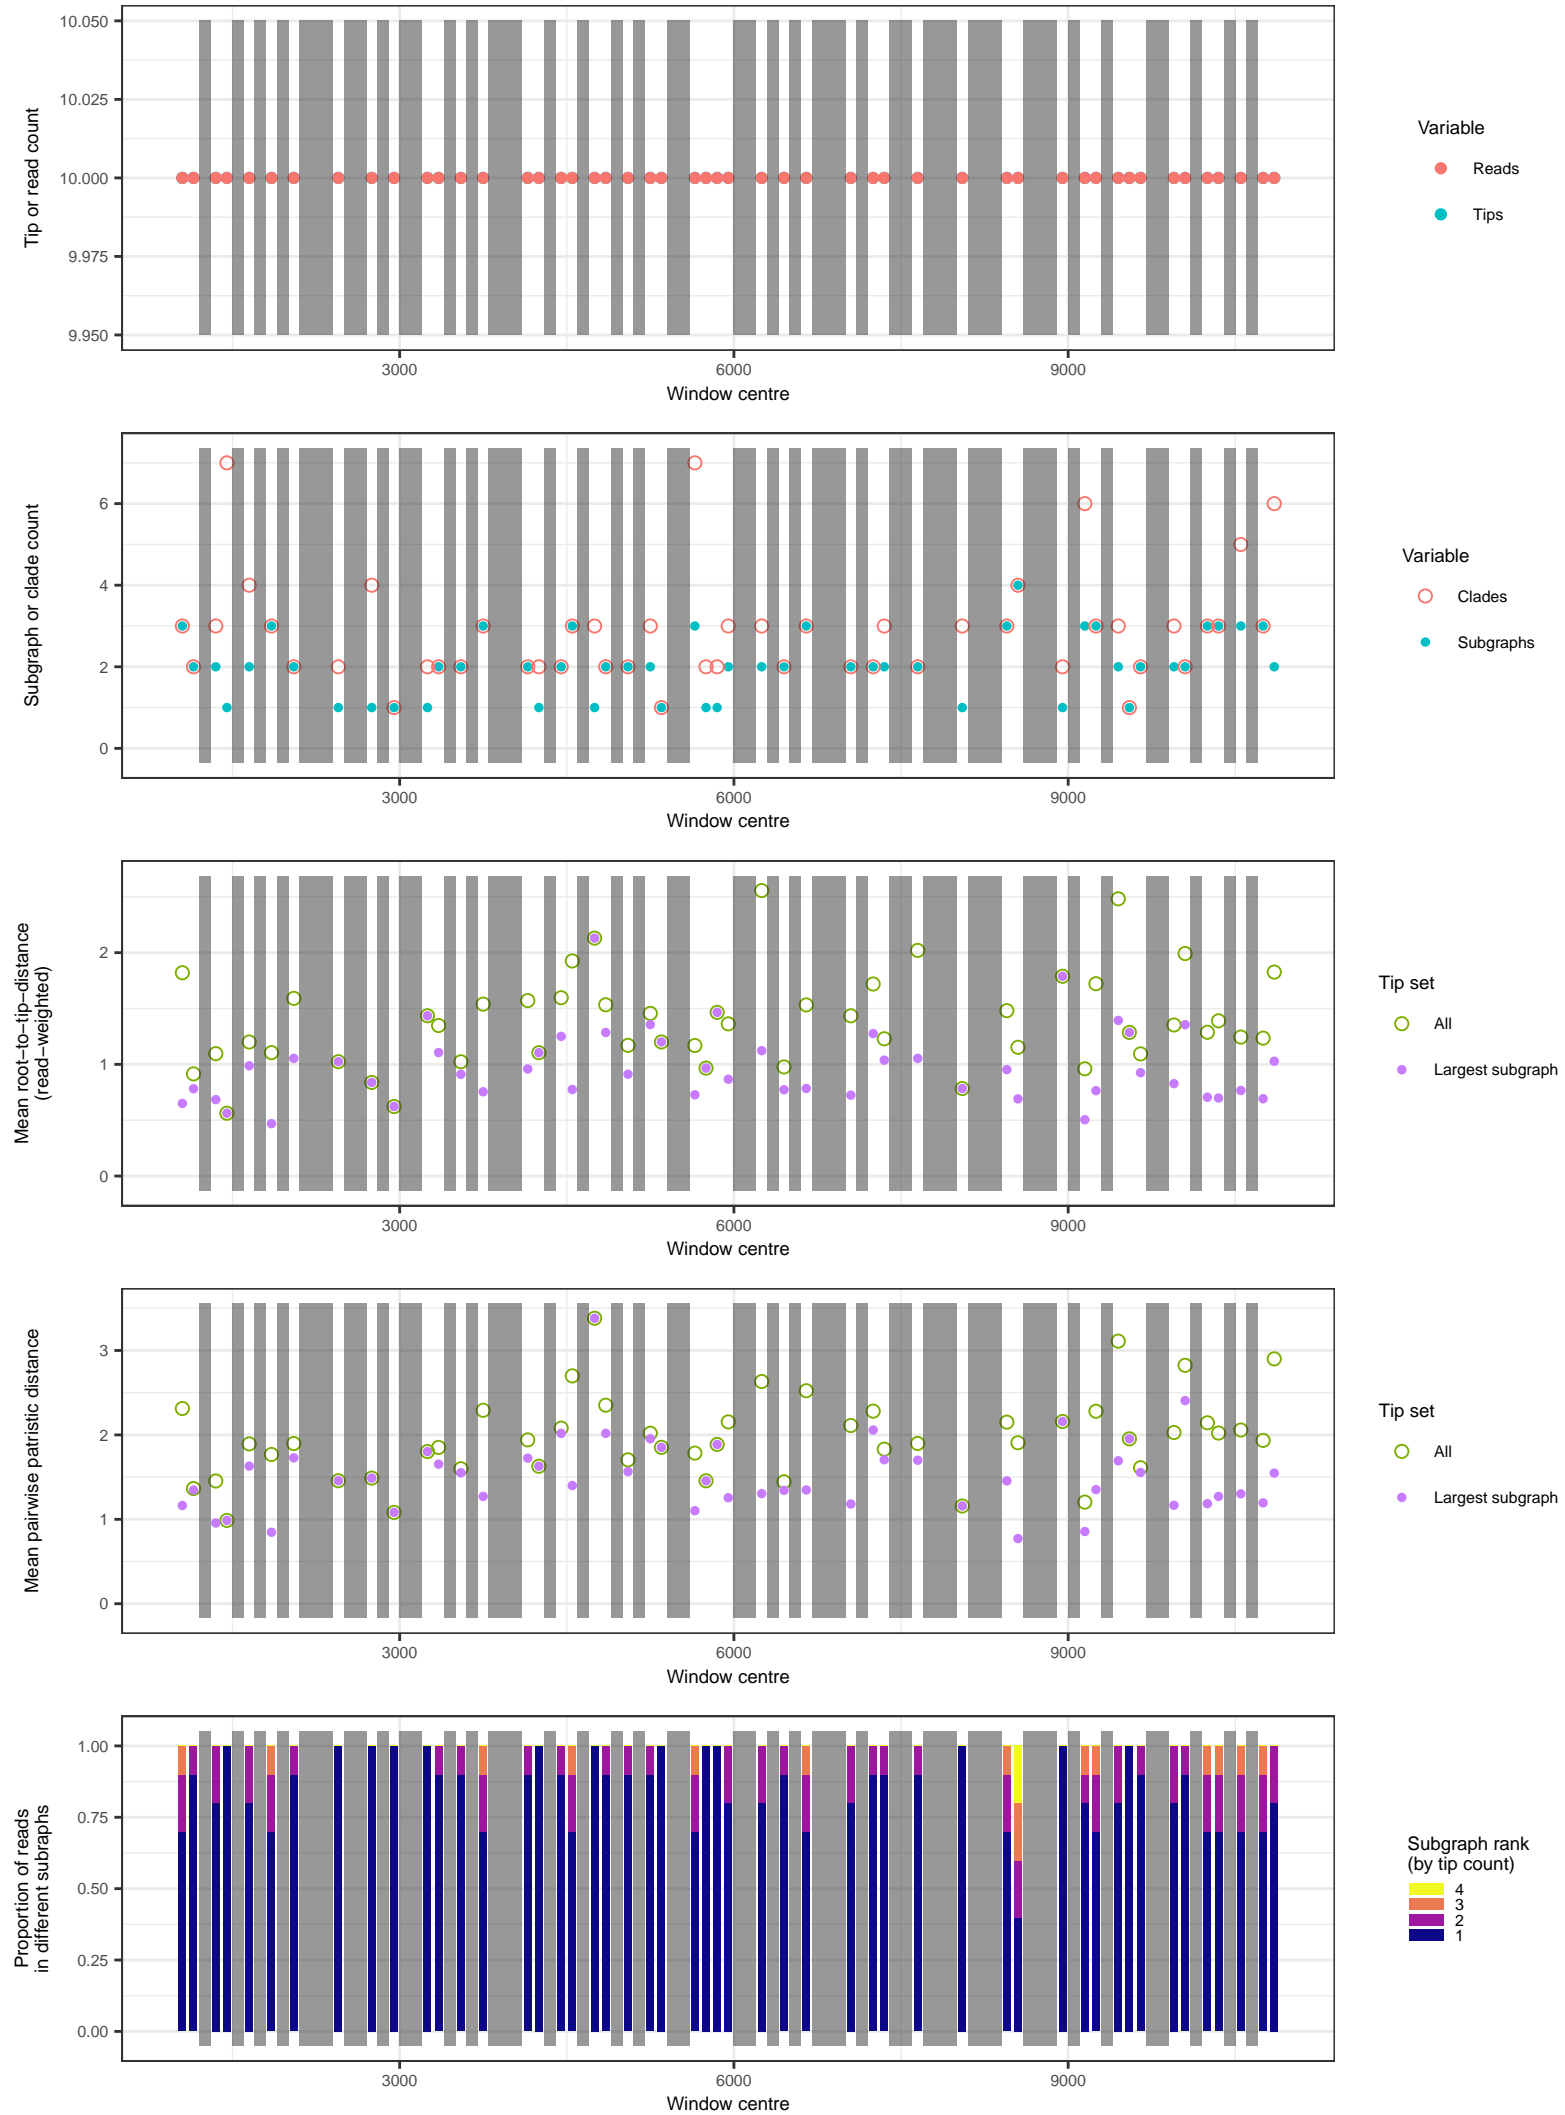 10.050
10.025
10.000
9.975
9.950
Tip or read count
3000 6000 9000
Window centre
Variable
Reads
Tips
6
4
2
0
Subgraph or clade count
3000 6000 9000
Window centre
Variable
Clades
Subgraphs
2
1
0
Mean root−to−tip−distance
(read−weighted)
3000 6000 9000
Window centre
Tip set
All
Largest subgraph
3
2
1
0
Mean pairwise patristic distance
3000 6000 9000
Window centre
Tip set
All
Largest subgraph
1.00
0.75
0.50
0.25
0.00
Proportion of reads
in different subraphs
3000 6000 9000
Window centre
Subgraph rank
(by tip count)
4
3
2
1